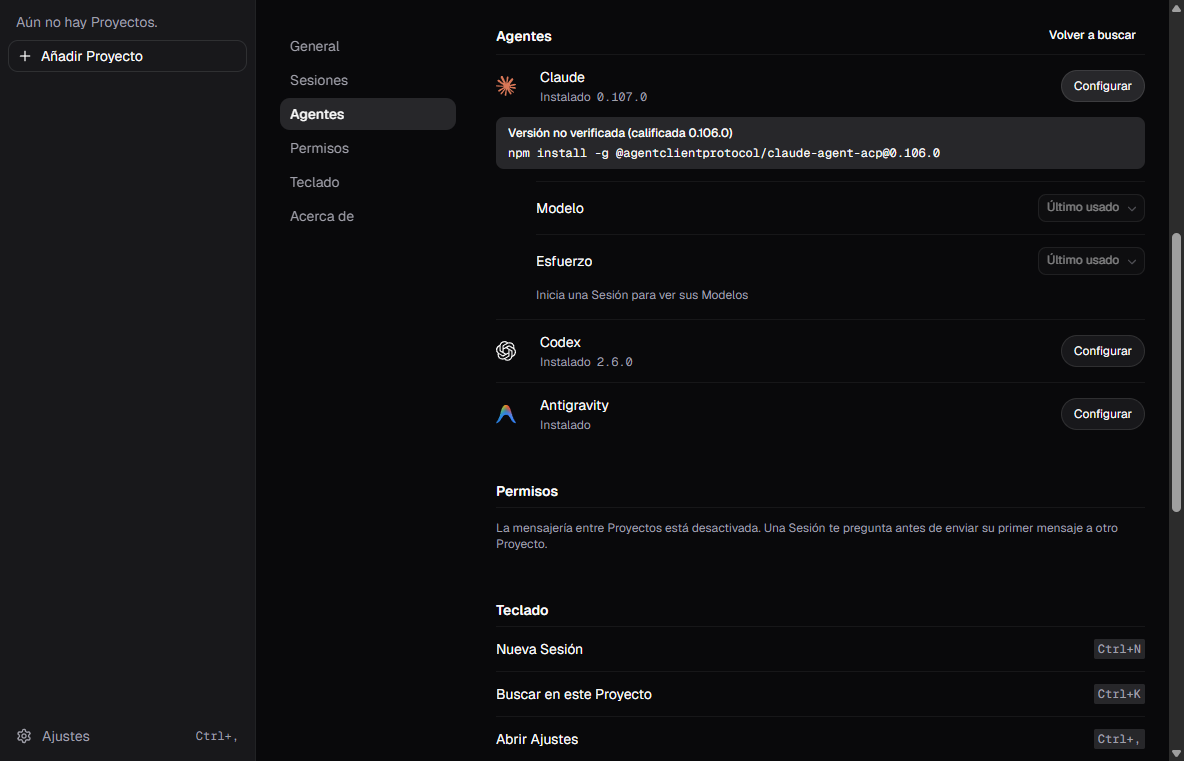 Aún no hay Proyectos.
+ Añadir Proyecto
Ajustes Ctrl+,
General
Sesiones
Agentes
Permisos
Teclado
Acerca de
Agentes Volver a buscar
Claude
Instalado 0.107.0
Configurar
Versión no verificada (calificada 0.106.0)
npm install -g @agentclientprotocol/claude-agent-acp@0.106.0
Modelo Último usado
Esfuerzo Último usado
Inicia una Sesión para ver sus Modelos
Codex
Instalado 2.6.0
Configurar
Antigravity
Instalado
Configurar
Permisos
La mensajería entre Proyectos está desactivada. Una Sesión te pregunta antes de enviar su primer mensaje a otro
Proyecto.
Teclado
Nueva Sesión Ctrl+N
Buscar en este Proyecto Ctrl+K
Abrir Ajustes Ctrl+,